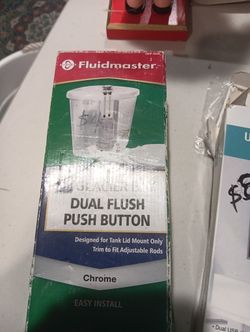 Fluidmaster
DUAL FLUSH
PUSH BUTTON
Designed for Tank Lid Mount Only
Trim to Fit Adjustable Rods
Chrome
EASY INSTALL